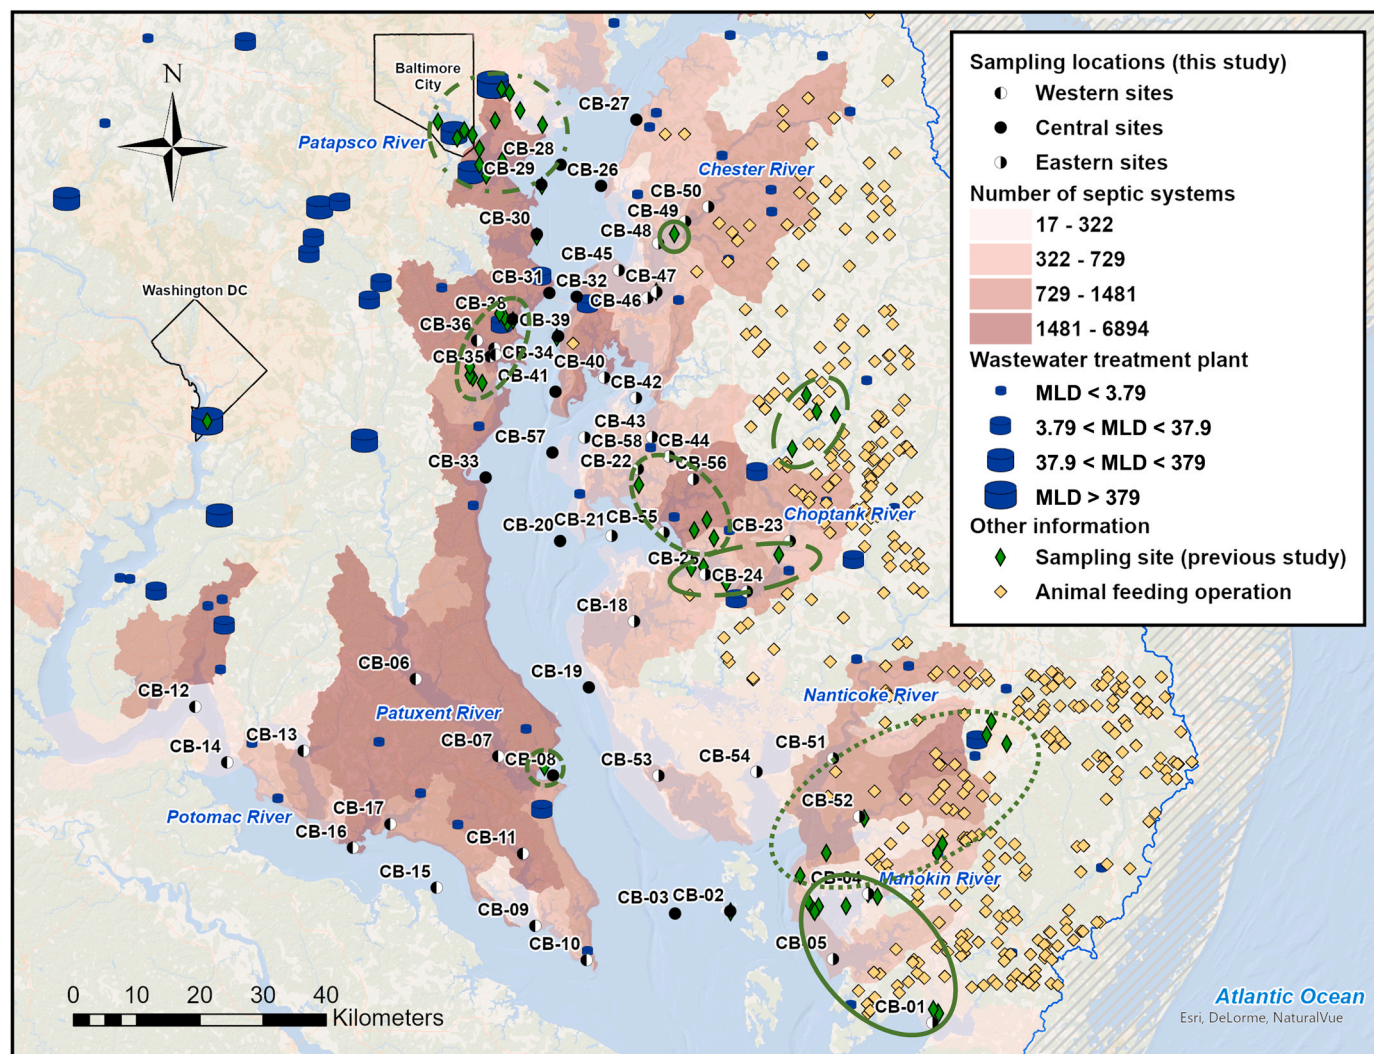 N
Baltimore
City
Patapsco River
Washington DC
CB-27
CB-28
CB-29
CB-26
Chester River
CB-50
CB-49
CB-48
CB-30
CB-45
CB-47
CB-31
CB-32
CB-46
CB-38
CB-36
CB-39
CB-35
CB-34
CB-40
CB-41
CB-42
CB-43
CB-57
CB-58
CB-44
CB-33
CB-22
CB-56
CB-20
CB-21
CB-55
CB-23
Choptank River
CB-25
CB-24
CB-18
CB-06
CB-19
CB-12
Patuxent River
Nanticoke River
CB-14
CB-13
CB-07
CB-08
CB-53
CB-54
CB-51
CB-52
Potomac River
CB-17
CB-16
CB-11
CB-15
CB-03
CB-02
CB-04
Manokin River
CB-09
CB-10
CB-05
CB-01
0
10
20
30
40
Kilometers
Atlantic Ocean
Esri, DeLorme, NaturalVue
Sampling locations (this study)
Western sites
Central sites
Eastern sites
Number of septic systems
17 - 322
322 - 729
729 - 1481
1481 - 6894
Wastewater treatment plant
MLD < 3.79
3.79 < MLD < 37.9
37.9 < MLD < 379
MLD > 379
Other information
Sampling site (previous study)
Animal feeding operation